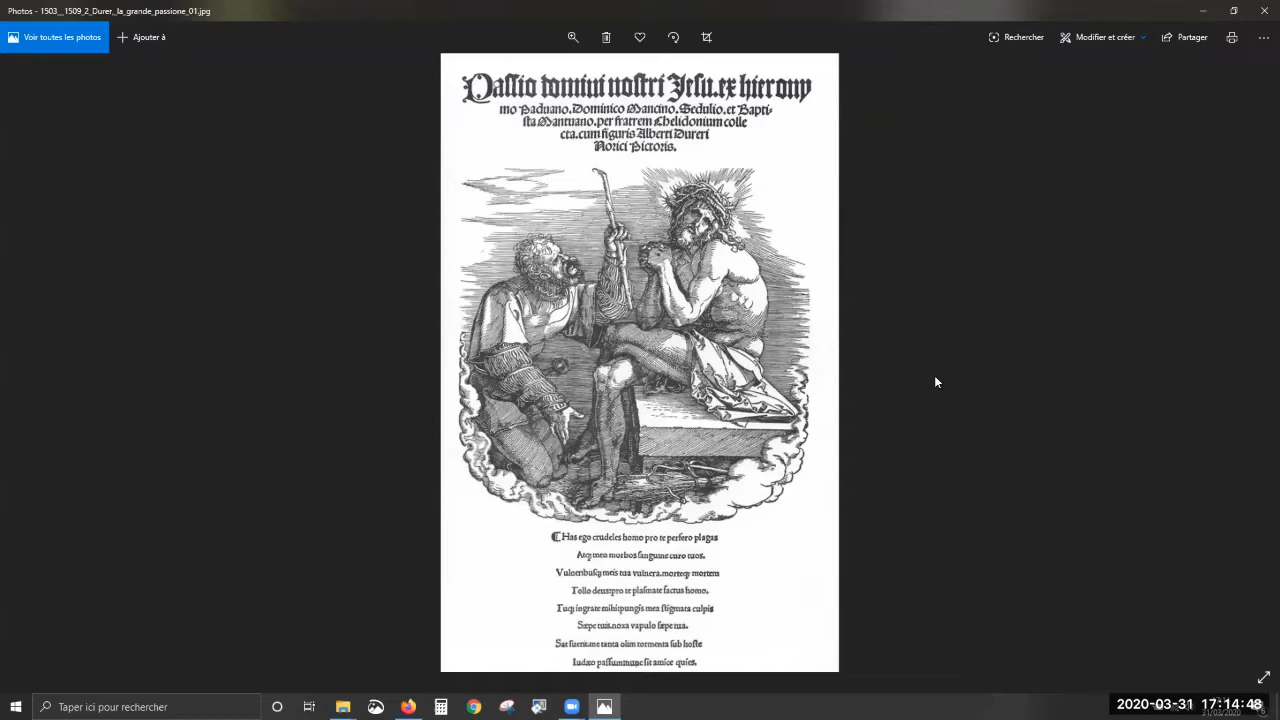 Photos - 1503_1509_2_Durer_la_grande_passione_01.jpg
Voir toutes les photos
Ajouter à
Rechercher
Modifier et créer
Partager
Passio domini nostri Jesu. ex hierony
mo Paduano. Dominico Mancino. Sedulio. et Bapti-
sta Mantuano. per fratrem Chelidonium colle
cta. cum figuris Alberti Dureri
Norici Pictoris.
Has ego crudeles homo pro te perfero plagas
Atq; meo morbos sanguine curo tuos.
Vulneribusq; meis tua vulnera. morteq; mortem
Tollo deus: pro te plasmate factus homo.
Tuq; ingrate mihi: pungis mea stigmata culpis
Sæpe tuis. noxa vapulo sæpe tua.
Sat fuerit. me tanta olim tormenta sub hoste
Iudæo passum: nunc sit amice quies.
Taper ici pour rechercher
2020-03-31 17:14:48